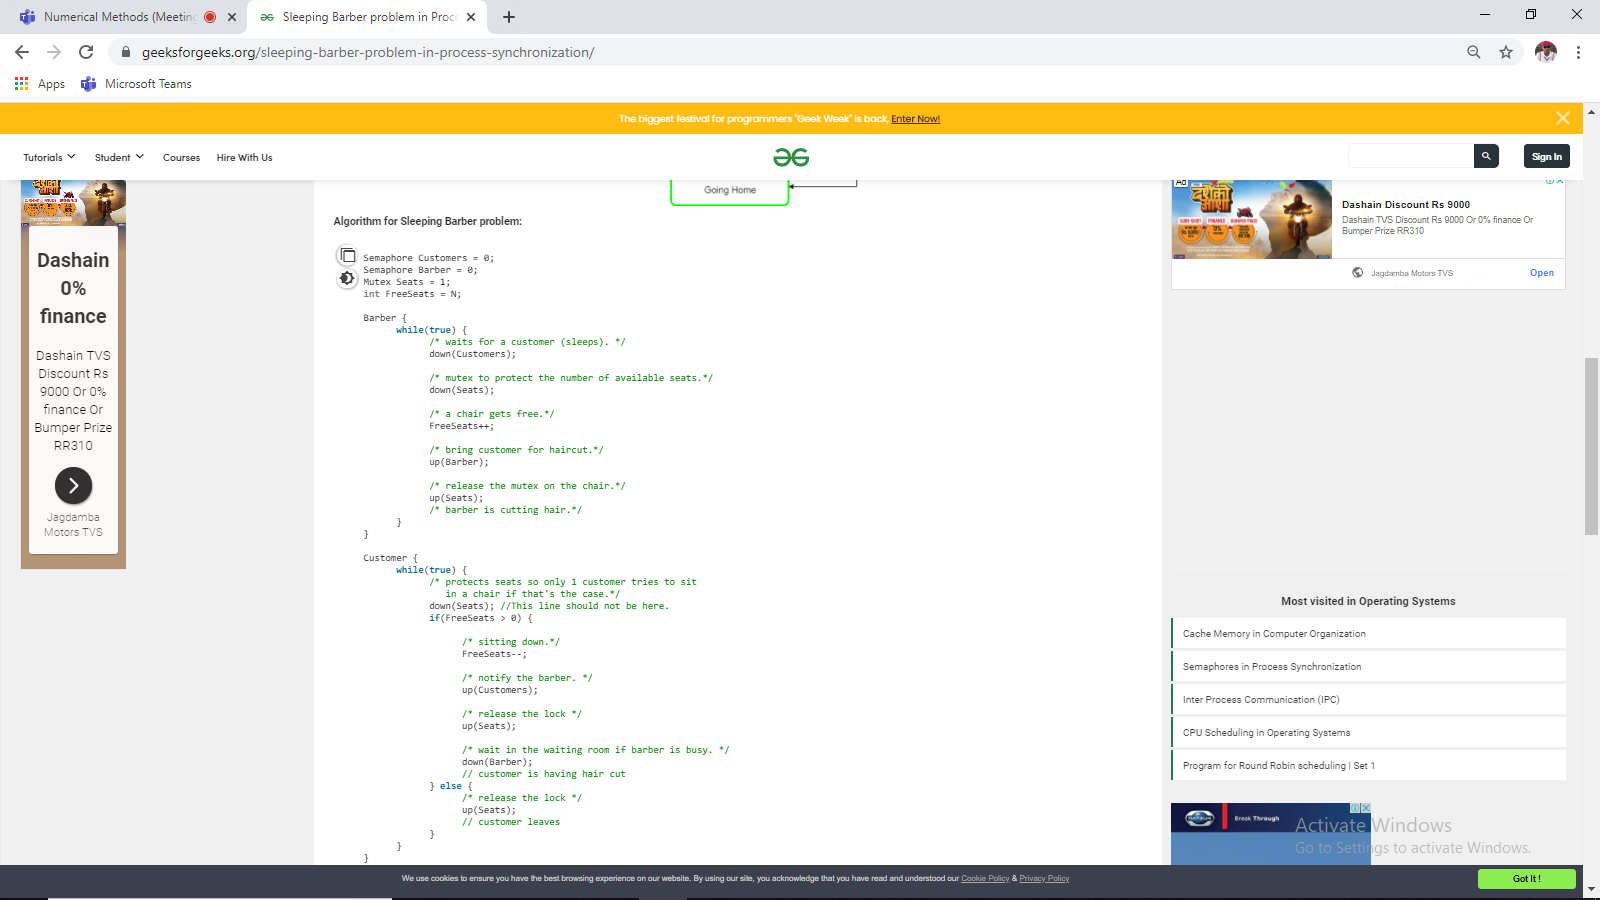 Numerical Methods (Meeting
Sleeping Barber problem in Proce
geeksforgeeks.org/sleeping-barber-problem-in-process-synchronization/
Apps
Microsoft Teams
The biggest festival for programmers "Geek Week" is back, Enter Now!
Tutorials
Student
Courses
Hire With Us
Sign In
Going Home
Algorithm for Sleeping Barber problem:
Semaphore Customers = 0;
Semaphore Barber = 0;
Mutex Seats = 1;
int FreeSeats = N;
Barber {
while(true) {
/* waits for a customer (sleeps). */
down(Customers);
/* mutex to protect the number of available seats.*/
down(Seats);
/* a chair gets free.*/
FreeSeats++;
/* bring customer for haircut.*/
up(Barber);
/* release the mutex on the chair.*/
up(Seats);
/* barber is cutting hair.*/
}
}
Customer {
while(true) {
/* protects seats so only 1 customer tries to sit
in a chair if that's the case.*/
down(Seats); //This line should not be here.
if(FreeSeats > 0) {
/* sitting down.*/
FreeSeats--;
/* notify the barber. */
up(Customers);
/* release the lock */
up(Seats);
/* wait in the waiting room if barber is busy. */
down(Barber);
// customer is having hair cut
} else {
/* release the lock */
up(Seats);
// customer leaves
}
}
}
Dashain
0%
finance
Dashain TVS
Discount Rs
9000 Or 0%
finance Or
Bumper Prize
RR310
Jagdamba
Motors TVS
Ad
Dashain Discount Rs 9000
Dashain TVS Discount Rs 9000 Or 0% finance Or
Bumper Prize RR310
Jagdamba Motors TVS
Open
Most visited in Operating Systems
Cache Memory in Computer Organization
Semaphores in Process Synchronization
Inter Process Communication (IPC)
CPU Scheduling in Operating Systems
Program for Round Robin scheduling | Set 1
DATSUN
Break Through
Activate Windows
Go to Settings to activate Windows.
We use cookies to ensure you have the best browsing experience on our website. By using our site, you acknowledge that you have read and understood our Cookie Policy & Privacy Policy
Got It !